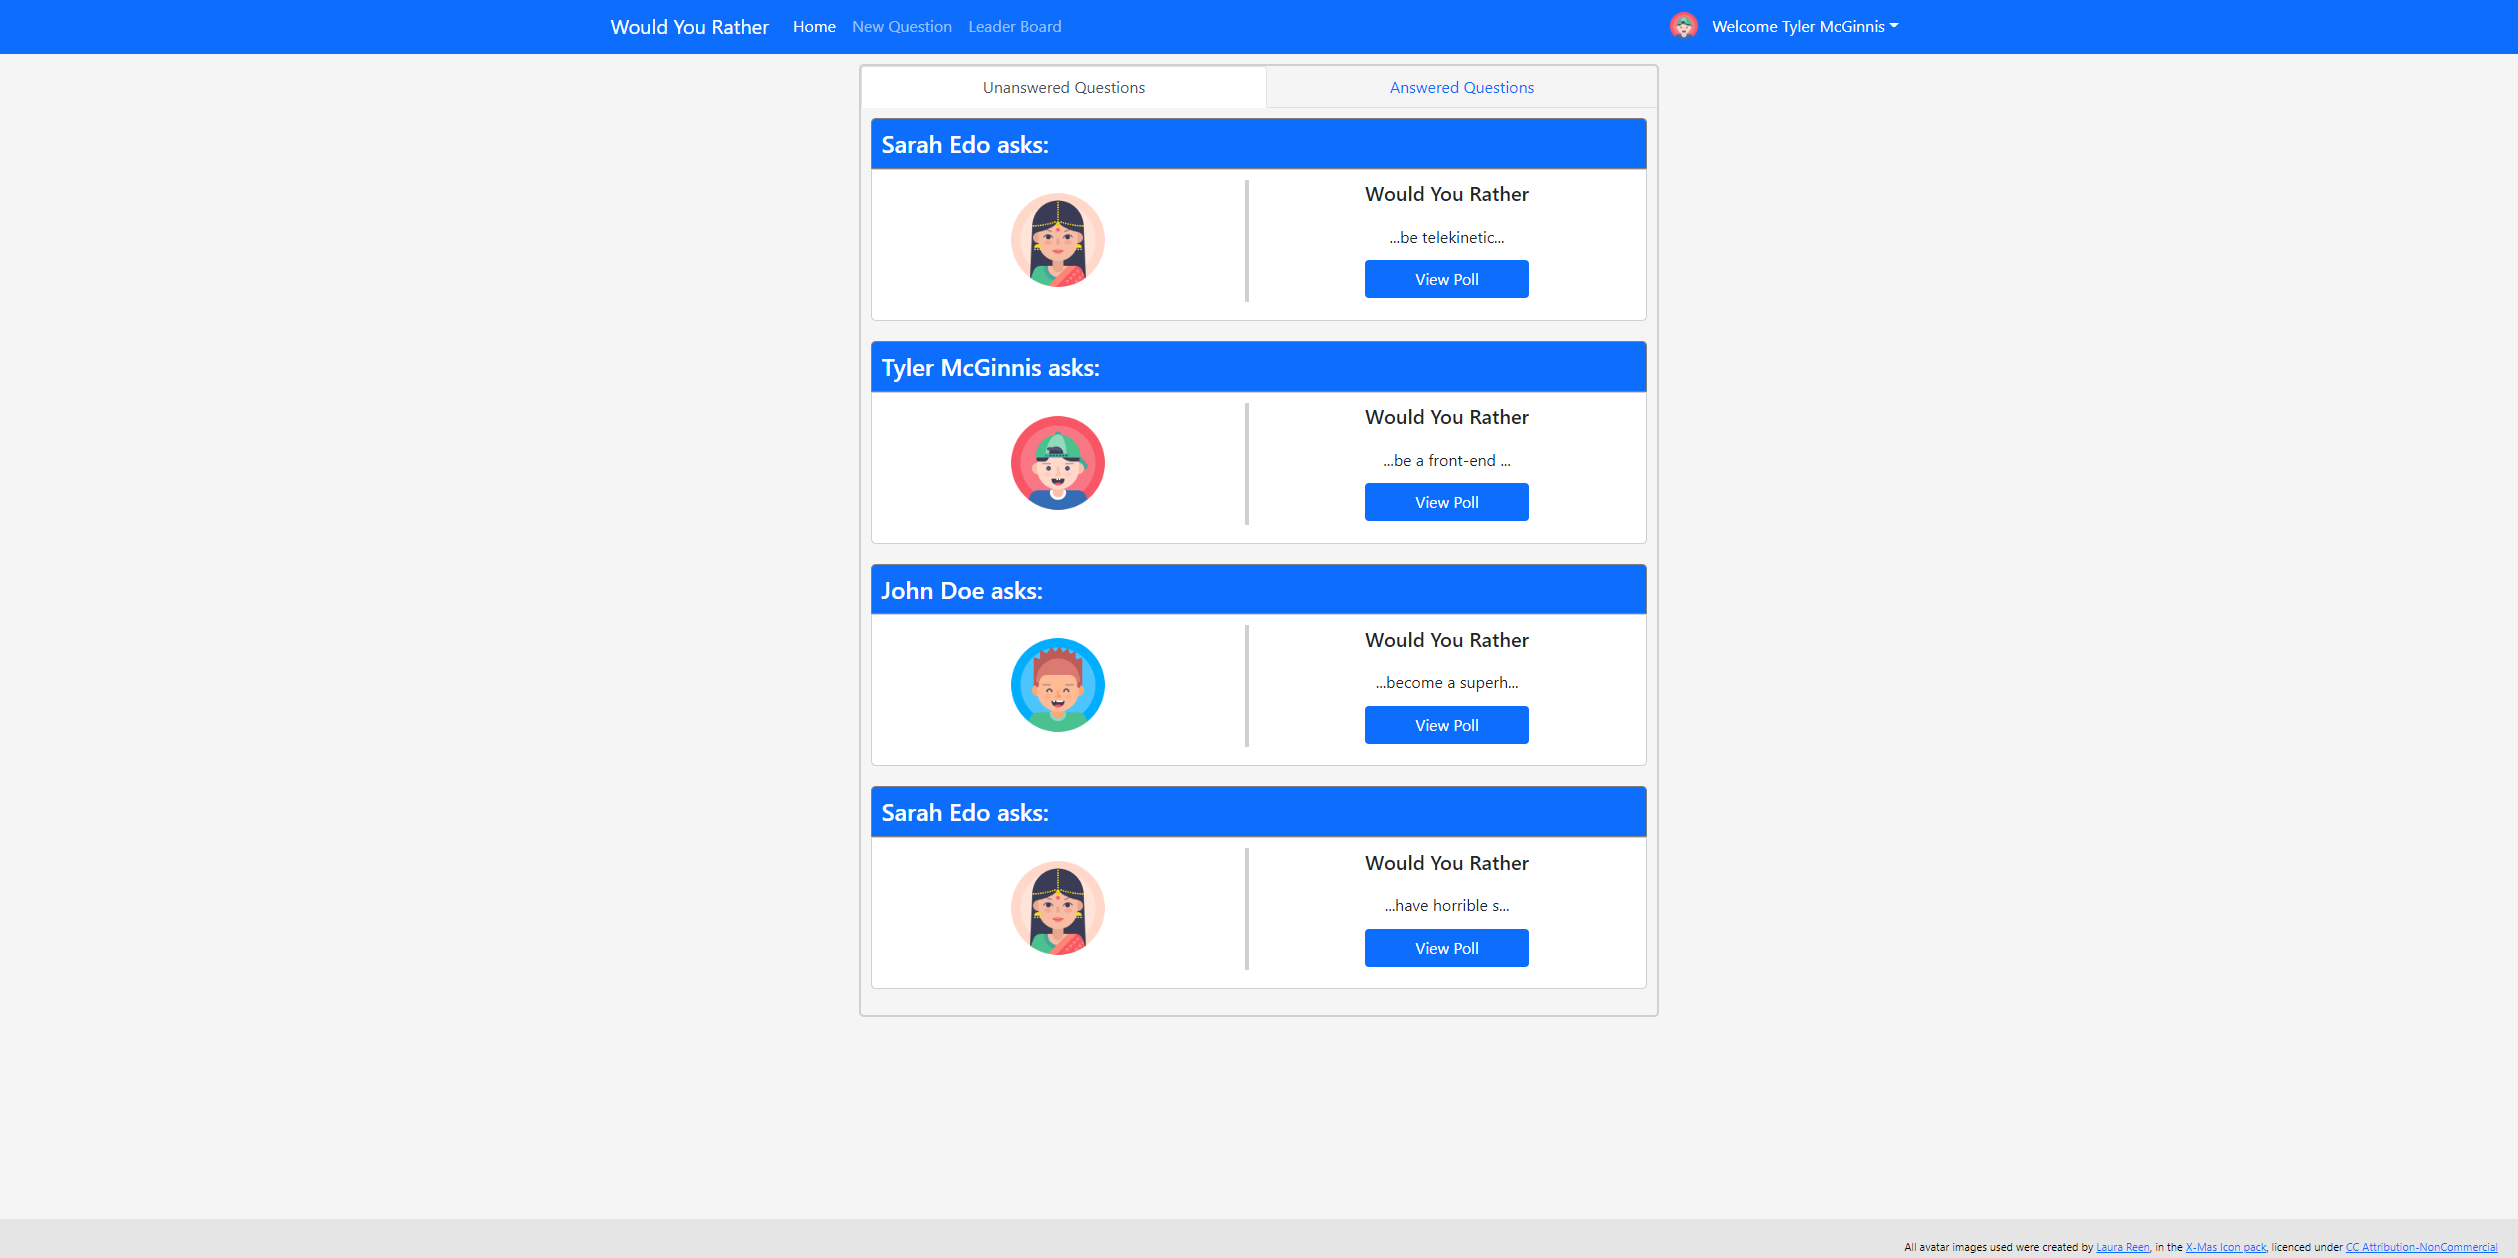 Would You Rather Home New Question Leader Board Welcome Tyler McGinnis
Unanswered Questions Answered Questions
Sarah Edo asks:
Would You Rather
...be telekinetic...
View Poll
Tyler McGinnis asks:
Would You Rather
...be a front-end ...
View Poll
John Doe asks:
Would You Rather
...become a superh...
View Poll
Sarah Edo asks:
Would You Rather
...have horrible s...
View Poll
All avatar images used were created by Laura Reen, in the X-Mas Icon pack, licenced under CC Attribution-NonCommercial